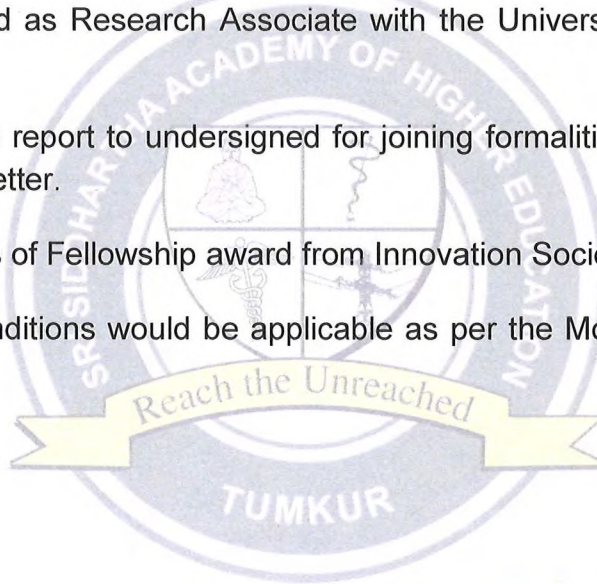 d as Research Associate with the Univers
report to undersigned for joining formaliti
etter.
of Fellowship award from Innovation Socie
nditions would be applicable as per the Mo
SRI SIDDHARTHA ACADEMY OF HIGHER EDUCATION
Reach the Unreached
TUMKUR